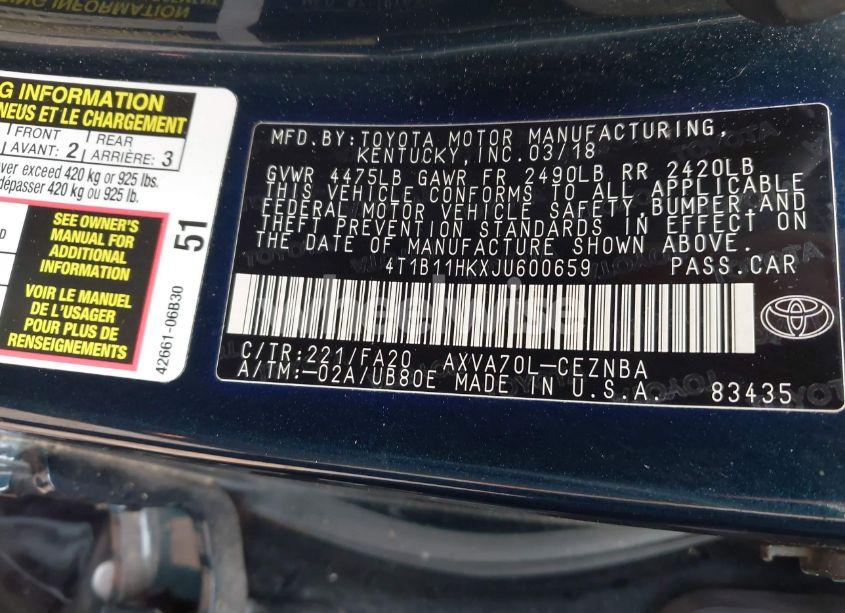 G INFORMATION
NEUS ET LE CHARGEMENT
FRONT REAR
AVANT: 2 ARRIÈRE: 3
ver exceed 420 kg or 925 lbs.
dépasser 420 kg ou 925 lb.
SEE OWNER'S
MANUAL FOR
ADDITIONAL
INFORMATION
VOIR LE MANUEL
DE L'USAGER
POUR PLUS DE
RENSEIGNEMENTS
51
42661-06B30
MFD.BY:TOYOTA MOTOR MANUFACTURING,
KENTUCKY,INC.03/18
GVWR 4475LB GAWR FR 2490LB RR 2420LB
THIS VEHICLE CONFORMS TO ALL APPLICABLE
FEDERAL MOTOR VEHICLE SAFETY,BUMPER,AND
THEFT PREVENTION STANDARDS IN EFFECT ON
THE DATE OF MANUFACTURE SHOWN ABOVE.
4T1B11HKXJU600659 PASS.CAR
wheelwise
C/TR:221/FA20 AXVA70L-CEZNBA
A/TM:-02A/UB80E MADE IN U.S.A. 83435